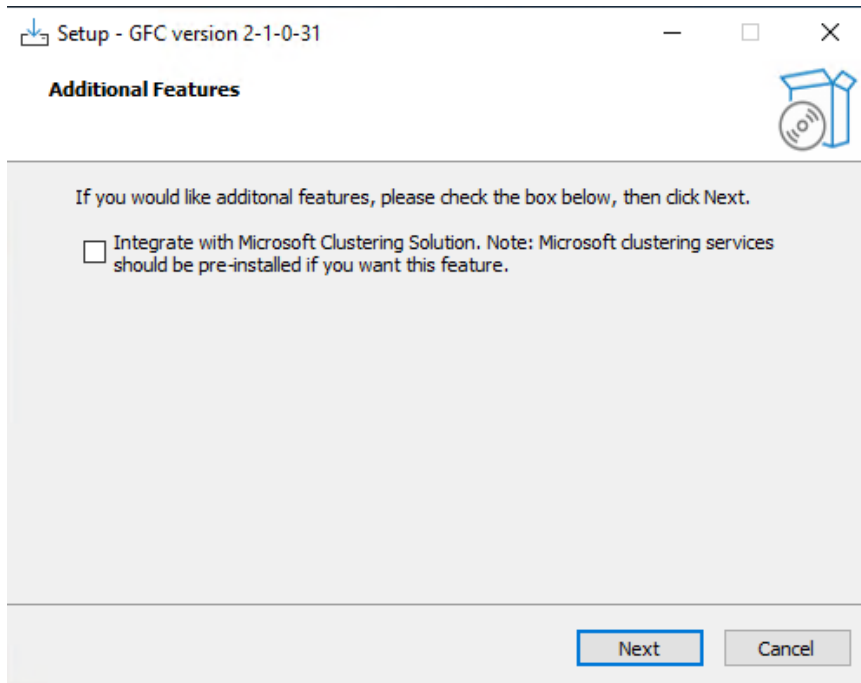 Setup - GFC version 2-1-0-31
Additional Features
If you would like additonal features, please check the box below, then click Next.
Integrate with Microsoft Clustering Solution. Note: Microsoft clustering services
should be pre-installed if you want this feature.
Next
Cancel